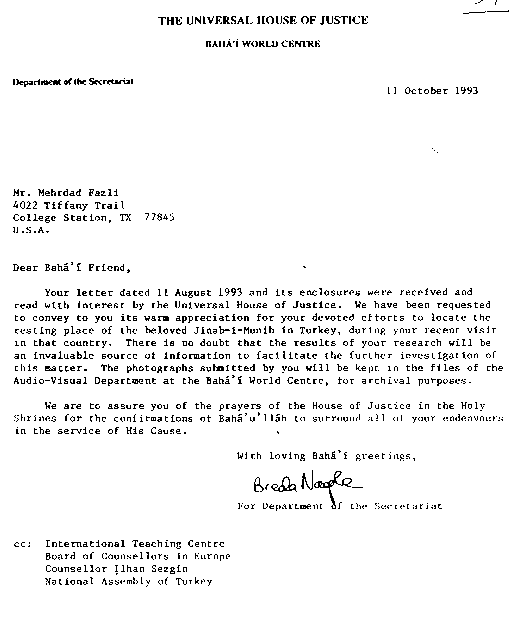 THE UNIVERSAL HOUSE OF JUSTICE
BAHÁ'Í WORLD CENTRE
Department of the Secretariat
11 October 1993
Mr. Mehrdad Fazli
4022 Tiffany Trail
College Station, TX 77845
U.S.A.
Dear Bahá'í Friend,
Your letter dated 11 August 1993 and its enclosures were received and
read with interest by the Universal House of Justice. We have been requested
to convey to you its warm appreciation for your devoted efforts to locate the
resting place of the beloved Jinab-i-Munib in Turkey, during your recent visit
in that country. There is no doubt that the results of your research will be
an invaluable source of information to facilitate the further investigation of
this matter. The photographs submitted by you will be kept in the files of the
Audio-Visual Department at the Bahá'í World Centre, for archival purposes.
We are to assure you of the prayers of the House of Justice in the Holy
Shrines for the confirmations of Bahá'u'lláh to surround all of your endeavours
in the service of His Cause.
With loving Bahá'í greetings,
Breda Nagle
For Department of the Secretariat
cc: International Teaching Centre
Board of Counsellors in Europe
Counsellor İlhan Sezgin
National Assembly of Turkey